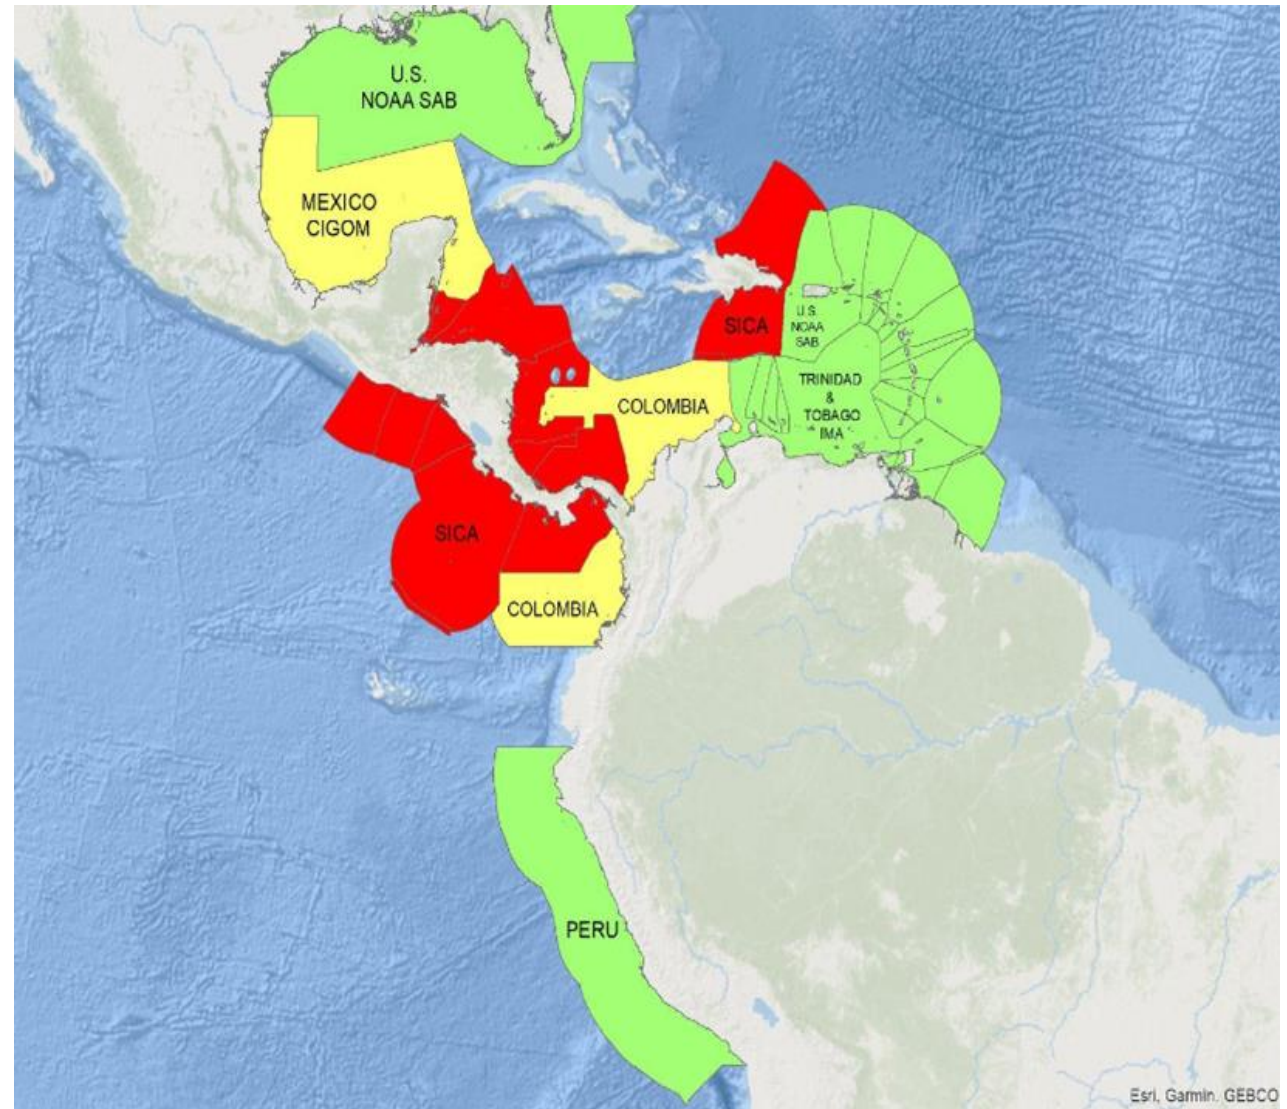 U.S.
NOAA SAB
MEXICO
CIGOM
SICA
U.S.
NOAA
SAB
TRINIDAD
&
TOBAGO
IMA
COLOMBIA
SICA
COLOMBIA
PERU
Esri, Garmin, GEBCO